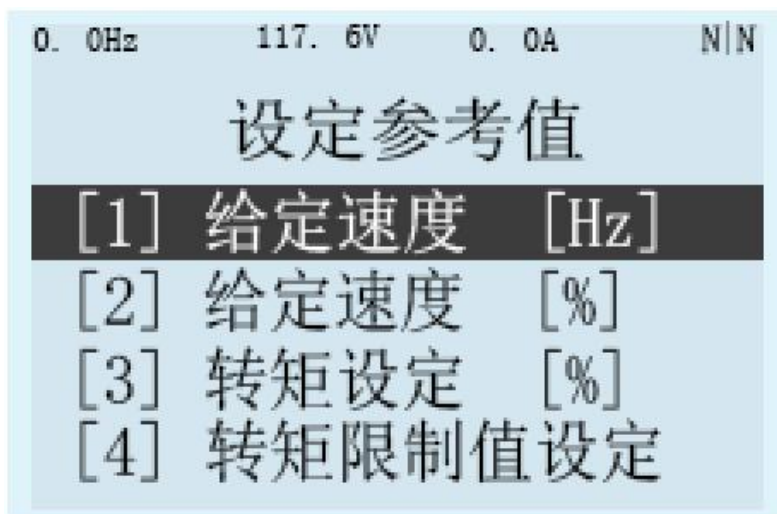 0. 0Hz 117. 6V 0. 0A N|N
设定参考值
[1] 给定速度 [Hz]
[2] 给定速度 [%]
[3] 转矩设定 [%]
[4] 转矩限制值设定